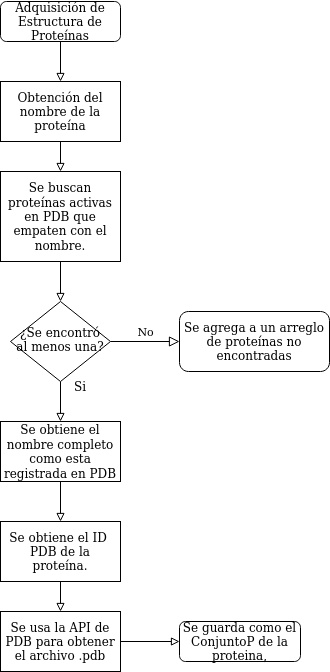 Adquisición de
Estructura de
Proteínas
Obtención del
nombre de la
proteína
Se buscan
proteínas activas
en PDB que
empaten con el
nombre.
¿Se encontró
al menos una?
No
Se agrega a un arreglo
de proteínas no
encontradas
Si
Se obtiene el
nombre completo
como esta
registrada en PDB
Se obtiene el ID
PDB de la
proteína.
Se usa la API de
PDB para obtener
el archivo .pdb
Se guarda como el
ConjuntoP de la
proteina,